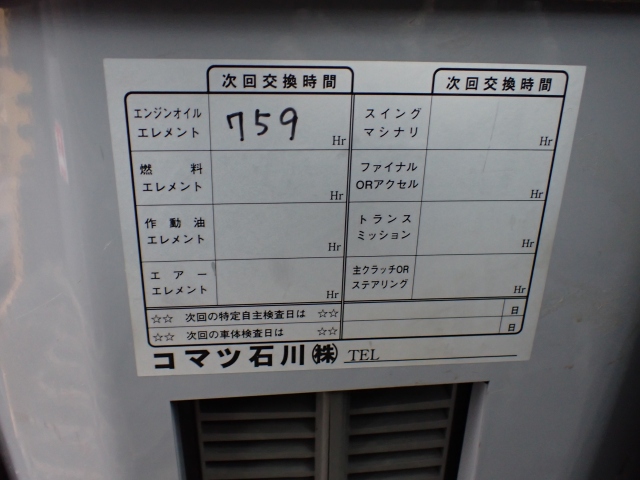 次回交換時間 次回交換時間
エンジンオイル
エレメント 759 Hr
スイング
マシナリ Hr
燃料
エレメント Hr
ファイナル
ORアクセル Hr
作動油
エレメント Hr
トランス
ミッション Hr
エアー
エレメント Hr
主クラッチOR
ステアリング Hr
☆☆ 次回の特定自主検査日は ☆☆ 日
☆☆ 次回の車体検査日は ☆☆ 日
コマツ石川㈱ TEL